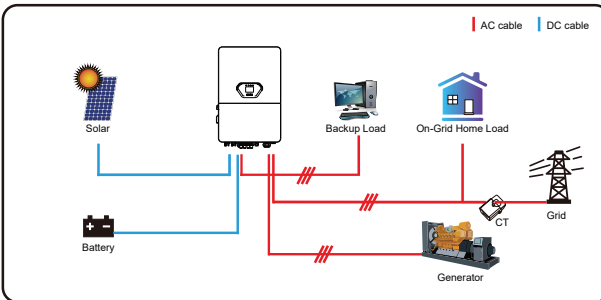 AC cable
DC cable
Solar
Backup Load
On-Grid Home Load
CT
Grid
Battery
Generator